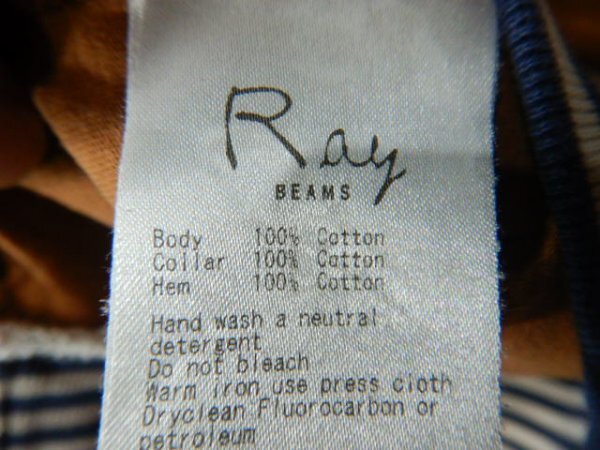 Ray
BEAMS
Body 100% Cotton
Collar 100% Cotton
Hem 100% Cotton
Hand wash a neutral
detergent
Do not bleach
Warm iron use press cloth
Dryclean Fluorocarbon or
petroleum